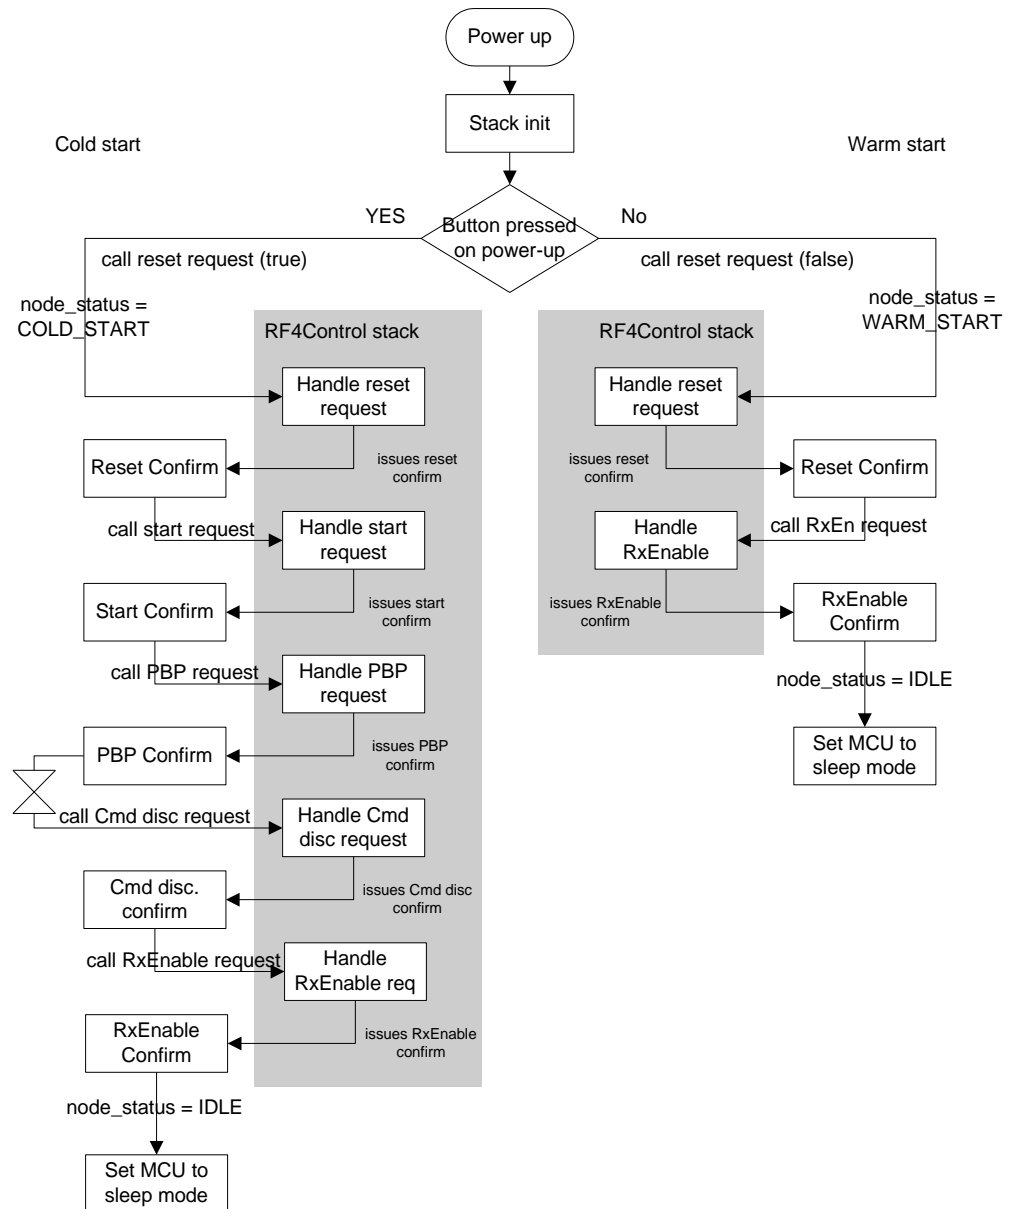 Power up
Stack init
Cold start
Warm start
YES
Button pressed
on power-up
No
call reset request (true)
call reset request (false)
node_status =
COLD_START
node_status =
WARM_START
RF4Control stack
RF4Control stack
Handle reset
request
Handle reset
request
Reset Confirm
issues reset
confirm
issues reset
confirm
Reset Confirm
call start request
Handle start
request
Handle
RxEnable
call RxEn request
Start Confirm
issues start
confirm
issues RxEnable
confirm
RxEnable
Confirm
call PBP request
Handle PBP
request
node_status = IDLE
PBP Confirm
issues PBP
confirm
Set MCU to
sleep mode
call Cmd disc request
Handle Cmd
disc request
Cmd disc.
confirm
issues Cmd disc
confirm
call RxEnable request
Handle
RxEnable req
RxEnable
Confirm
issues RxEnable
confirm
node_status = IDLE
Set MCU to
sleep mode